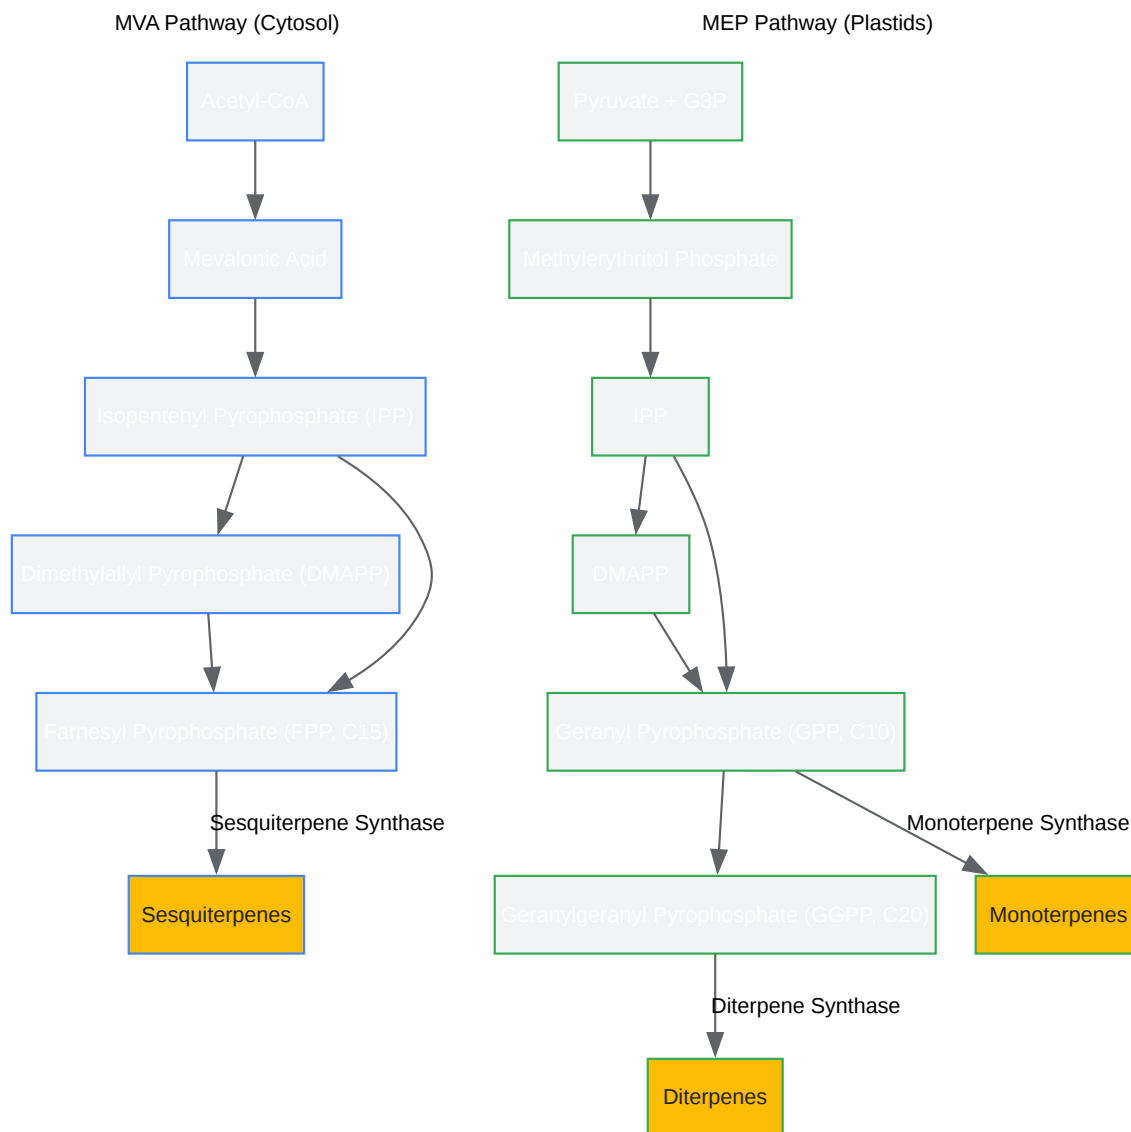 MVA Pathway (Cytosol)
MEP Pathway (Plastids)
Acetyl-CoA
Pyruvate + G3P
Mevalonic Acid
Methylerythritol Phosphate
Isopentenyl Pyrophosphate (IPP)
IPP
Dimethylallyl Pyrophosphate (DMAPP)
DMAPP
Farnesyl Pyrophosphate (FPP, C15)
Geranyl Pyrophosphate (GPP, C10)
Sesquiterpene Synthase
Monoterpene Synthase
Sesquiterpenes
Geranylgeranyl Pyrophosphate (GGPP, C20)
Monoterpenes
Diterpene Synthase
Diterpenes